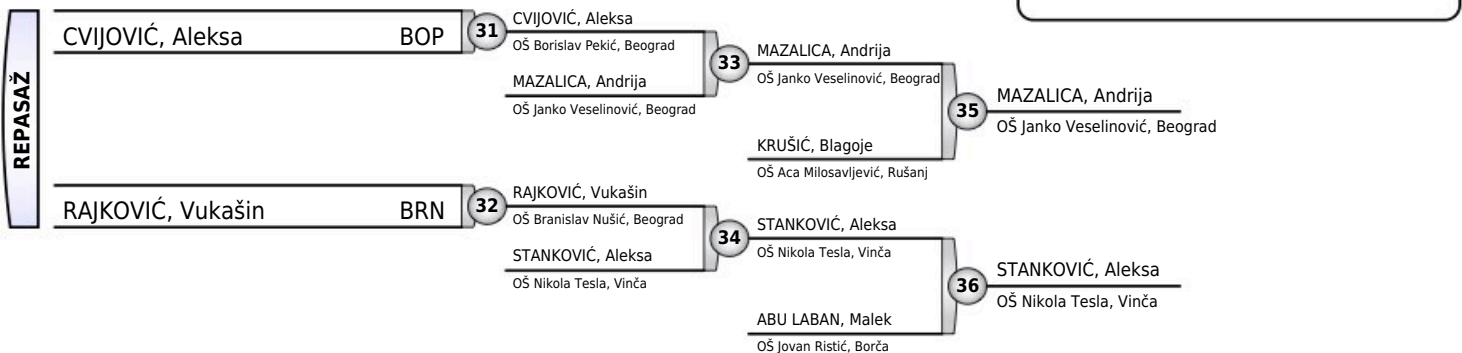 REPASAŽ
CVIJOVIĆ, Aleksa BOP
31
CVIJOVIĆ, Aleksa
OŠ Borislav Pekić, Beograd
MAZALICA, Andrija
OŠ Janko Veselinović, Beograd
33
MAZALICA, Andrija
OŠ Janko Veselinović, Beograd
KRUŠIĆ, Blagoje
OŠ Aca Milosavljević, Rušanj
35
MAZALICA, Andrija
OŠ Janko Veselinović, Beograd
RAJKOVIĆ, Vukašin BRN
32
RAJKOVIĆ, Vukašin
OŠ Branislav Nušić, Beograd
STANKOVIĆ, Aleksa
OŠ Nikola Tesla, Vinča
34
STANKOVIĆ, Aleksa
OŠ Nikola Tesla, Vinča
ABU LABAN, Malek
OŠ Jovan Ristić, Borča
36
STANKOVIĆ, Aleksa
OŠ Nikola Tesla, Vinča